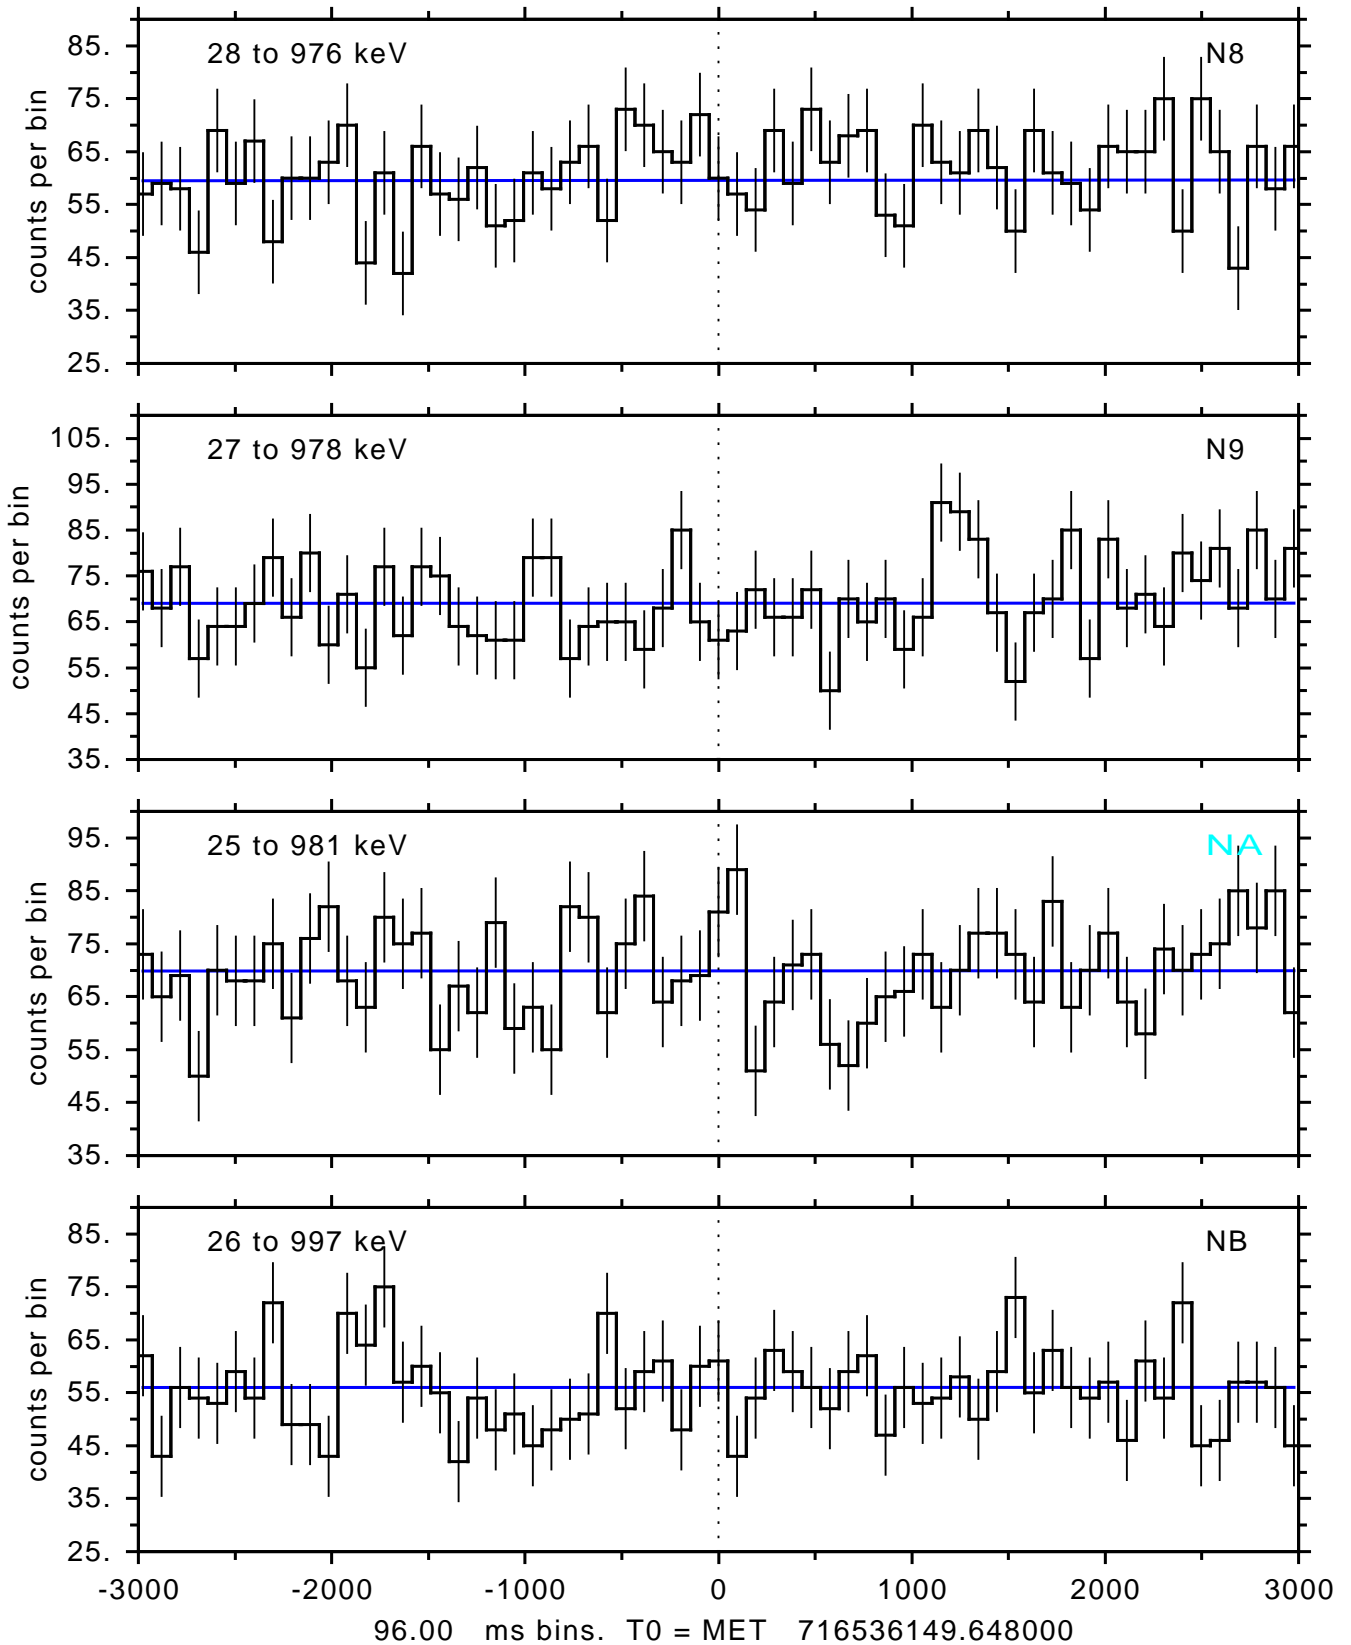 28 to 976 keV N8
85.
75.
65.
55.
45.
35.
25.
counts per bin
27 to 978 keV N9
105.
95.
85.
75.
65.
55.
45.
35.
counts per bin
25 to 981 keV NA
95.
85.
75.
65.
55.
45.
35.
counts per bin
26 to 997 keV NB
85.
75.
65.
55.
45.
35.
25.
counts per bin
-3000 -2000 -1000 0 1000 2000 3000
96.00 ms bins. T0 = MET 716536149.648000